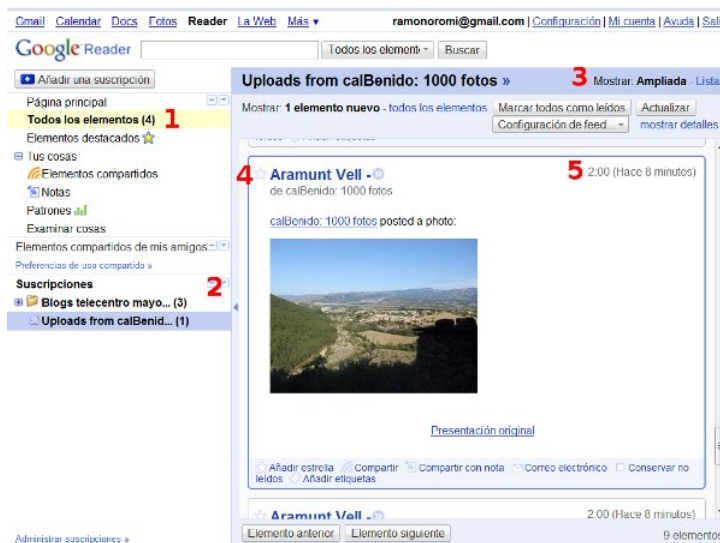 Gmail Calendar Docs Fotos Reader La Web Más ▼ ramonoromi@gmail.com | Configuración | Mi cuenta | Ayuda | Sali
Google Reader Todos los element Buscar
Añadir una suscripción
Página principal
Todos los elementos (4) 1
Elementos destacados
Tus cosas
Elementos compartidos
Notas
Patrones
Examinar cosas
Elementos compartidos de mis amigos
Preferencias de uso compartido »
Suscripciones 2
Blogs telecentro mayo... (3)
Uploads from calBenid... (1)
Administrar suscripciones »
Uploads from calBenido: 1000 fotos » 3 Mostrar: Ampliada - Lista
Mostrar: 1 elemento nuevo - todos los elementos Marcar todos como leídos Actualizar
Configuración de feed... mostrar detalles
4 Aramunt Vell - 5 2:00 (Hace 8 minutos)
de calBenido: 1000 fotos
calBenido: 1000 fotos posted a photo:
Presentación original
Añadir estrella Compartir Compartir con nota Correo electrónico Conservar no
leídos Añadir etiquetas
Aramunt Vell - 2:00 (Hace 8 minutos)
Elemento anterior Elemento siguiente 9 elementos